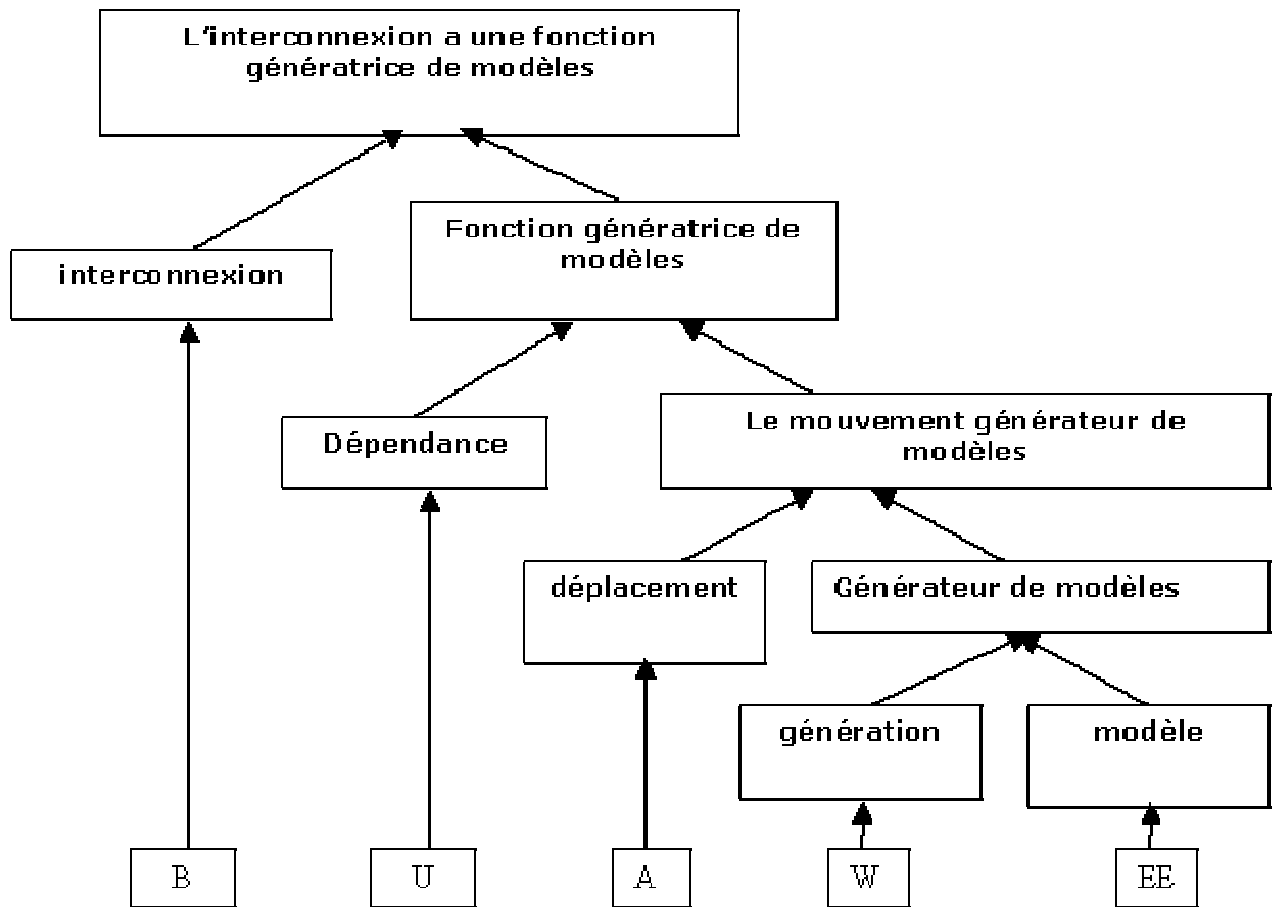 L'interconnexion a une fonction
génératrice de modèles
Fonction génératrice de
modèles
interconnexion
Dépendance
Le mouvement générateur de
modèles
déplacement
Générateur de modèles
génération
modèle
B
U
A
W
EE